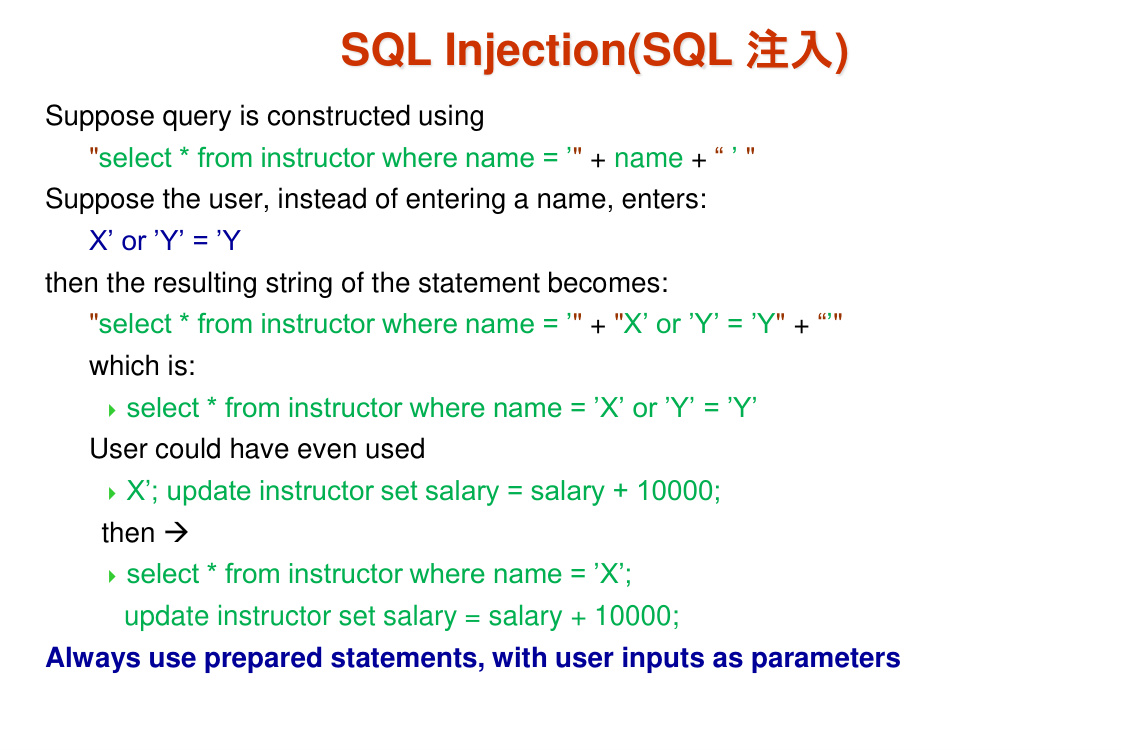 SQL Injection(SQL 注入)
Suppose query is constructed using
"select * from instructor where name = ’" + name + “ ’ "
Suppose the user, instead of entering a name, enters:
X’ or ’Y’ = ’Y
then the resulting string of the statement becomes:
"select * from instructor where name = ’" + "X’ or ’Y’ = ’Y" + “’"
which is:
select * from instructor where name = ’X’ or ’Y’ = ’Y’
User could have even used
X’; update instructor set salary = salary + 10000;
then →
select * from instructor where name = ’X’;
update instructor set salary = salary + 10000;
Always use prepared statements, with user inputs as parameters